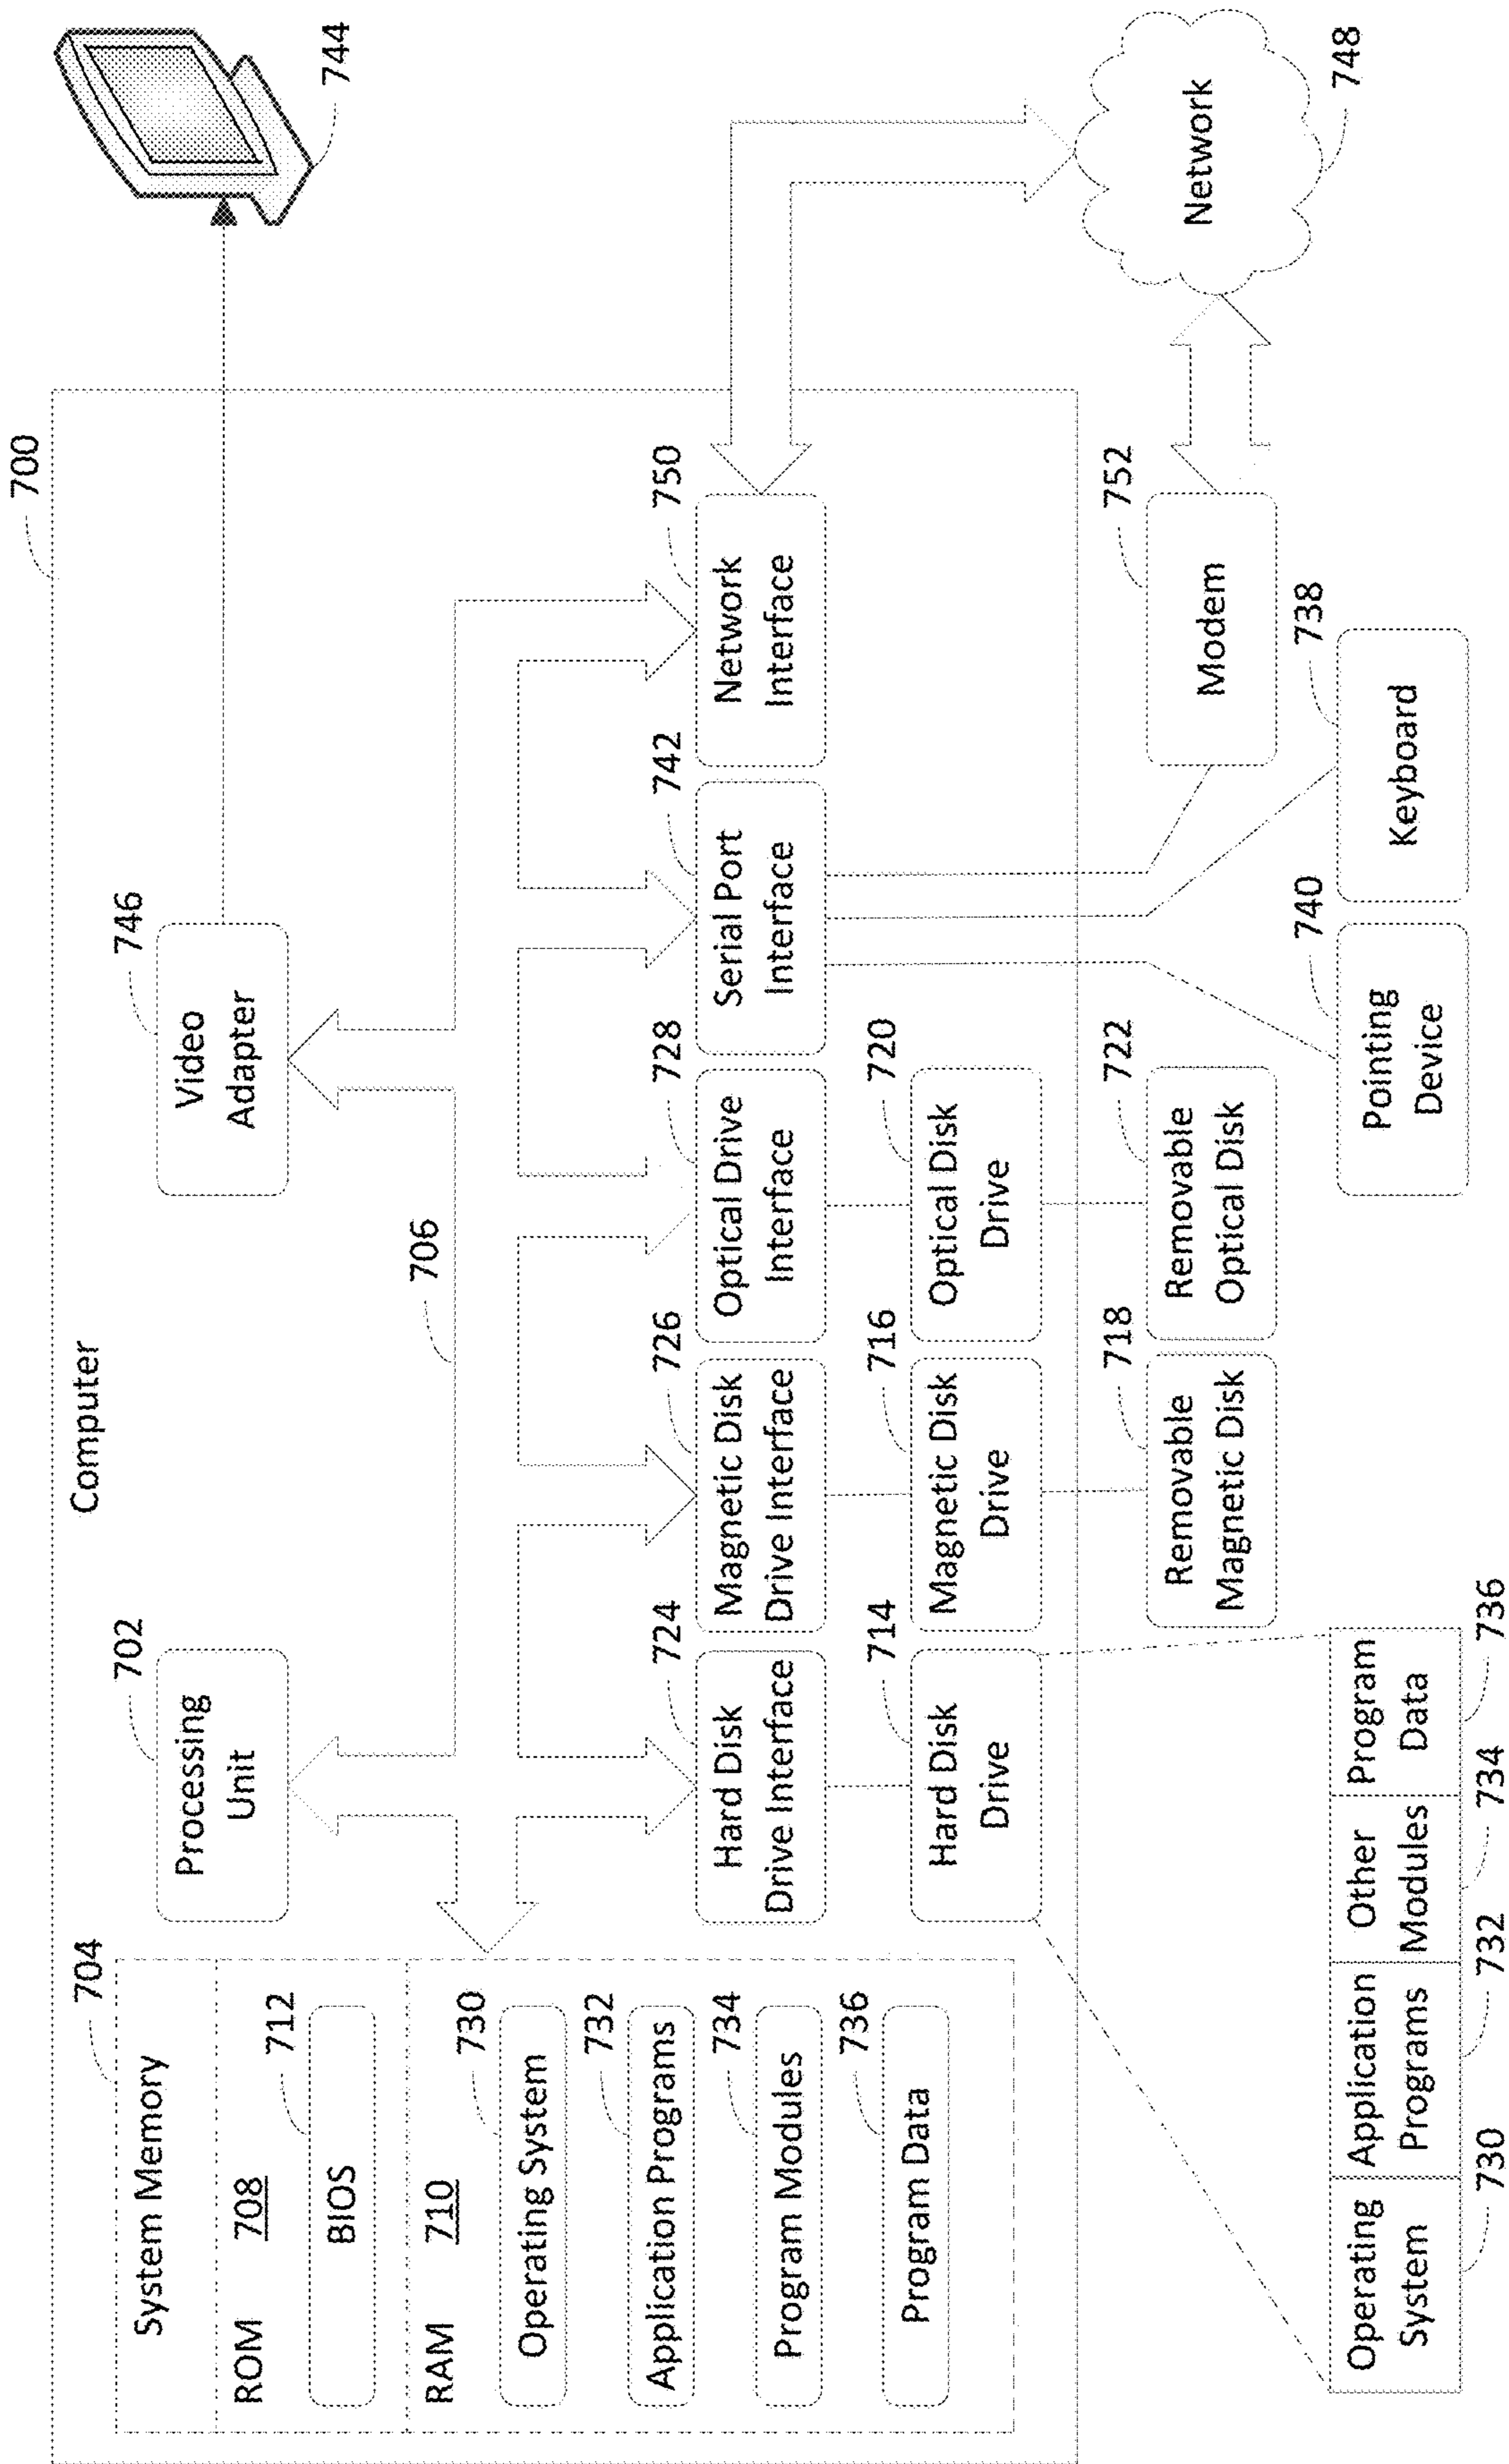 700
Computer
704
System Memory
ROM 708
712
BIOS
RAM 710
730
Operating System
732
Application Programs
734
Program Modules
736
Program Data
702
Processing
Unit
746
Video
Adapter
744
706
724
Hard Disk
Drive Interface
726
Magnetic Disk
Drive Interface
728
Optical Drive
Interface
742
Serial Port
Interface
750
Network
Interface
714
Hard Disk
Drive
716
Magnetic Disk
Drive
720
Optical Disk
Drive
718
Removable
Magnetic Disk
722
Removable
Optical Disk
752
Modem
Network
748
740
Pointing
Device
738
Keyboard
Operating
System
730
Application
Programs
732
Other
Modules
734
Program
Data
736